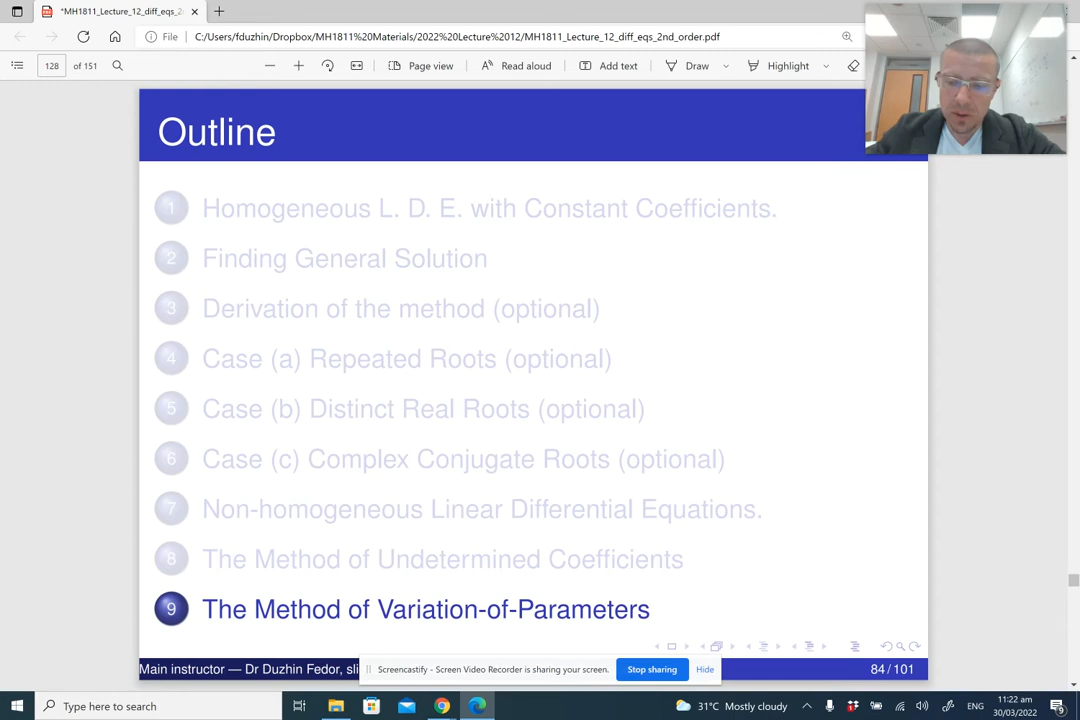 *MH1811_Lecture_12_diff_eqs_2nd
File C:/Users/fduzhin/Dropbox/MH1811%20Materials/2022%20Lecture%2012/MH1811_Lecture_12_diff_eqs_2nd_order.pdf
128 of 151 Page view Read aloud Add text Draw Highlight
Outline
1 Homogeneous L. D. E. with Constant Coefficients.
2 Finding General Solution
3 Derivation of the method (optional)
4 Case (a) Repeated Roots (optional)
5 Case (b) Distinct Real Roots (optional)
6 Case (c) Complex Conjugate Roots (optional)
7 Non-homogeneous Linear Differential Equations.
8 The Method of Undetermined Coefficients
9 The Method of Variation-of-Parameters
Main instructor — Dr Duzhin Fedor, sli 84/101
Screencastify - Screen Video Recorder is sharing your screen. Stop sharing Hide
Type here to search 31°C Mostly cloudy ENG 11:22 am
30/03/2022